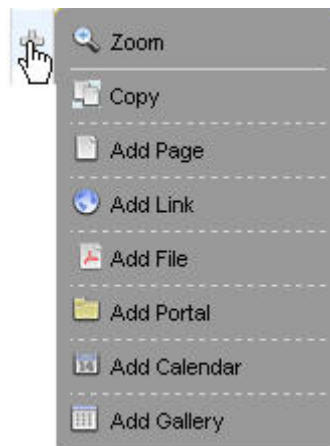 Zoom
Copy
Add Page
Add Link
Add File
Add Portal
Add Calendar
Add Gallery